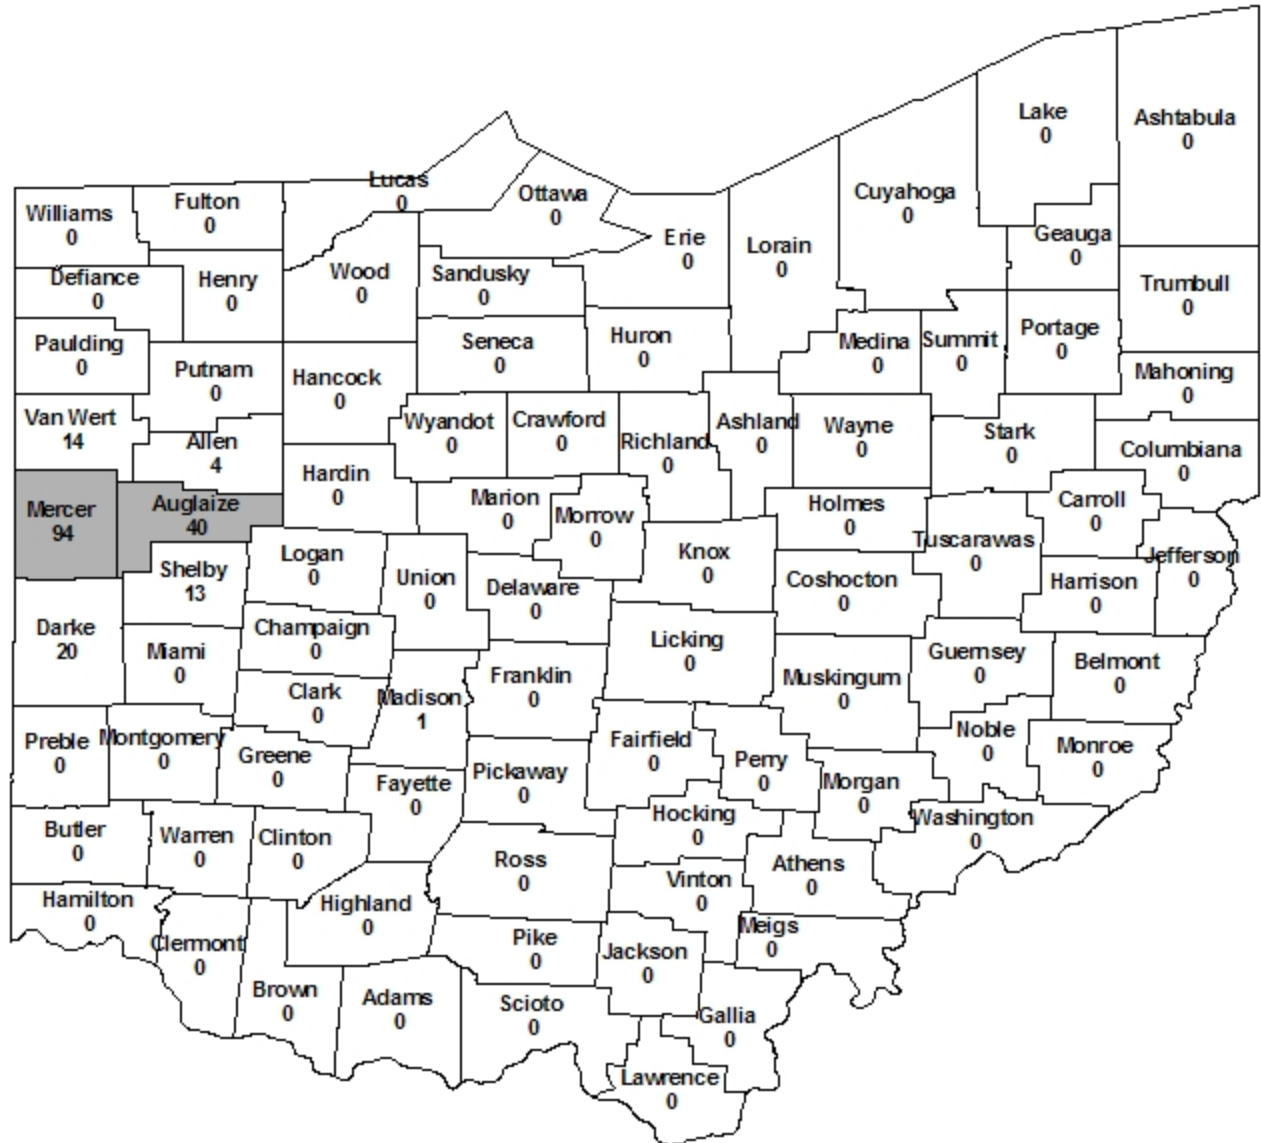 Lake
0
Ashtabula
0
Lucas
0
Ottawa
0
Cuyahoga
0
Williams
0
Fulton
0
Erie
0
Lorain
0
Geauga
0
Defiance
0
Henry
0
Wood
0
Sandusky
0
Trumbull
0
Paulding
0
Putnam
0
Hancock
0
Seneca
0
Huron
0
Medina
0
Summit
0
Portage
0
Mahoning
0
Van Wert
14
Allen
4
Wyandot
0
Crawford
0
Richland
0
Ashland
0
Wayne
0
Stark
0
Columbiana
0
Mercer
94
Auglaize
40
Hardin
0
Marion
0
Morrow
0
Holmes
0
Carroll
0
Tuscarawas
0
Jefferson
0
Shelby
13
Logan
0
Union
0
Delaware
0
Knox
0
Coshocton
0
Harrison
0
Darke
20
Miami
0
Champaign
0
Licking
0
Muskingum
0
Guernsey
0
Belmont
0
Clark
0
Madison
1
Franklin
0
Preble
0
Montgomery
0
Greene
0
Fayette
0
Pickaway
0
Fairfield
0
Perry
0
Morgan
0
Noble
0
Monroe
0
Butler
0
Warren
0
Clinton
0
Ross
0
Hocking
0
Washington
0
Vinton
0
Athens
0
Hamilton
0
Clermont
0
Highland
0
Pike
0
Jackson
0
Meigs
0
Brown
0
Adams
0
Scioto
0
Gallia
0
Lawrence
0